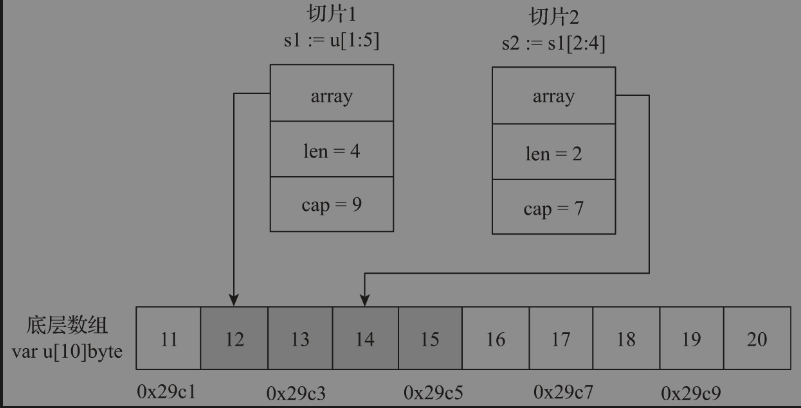 切片1
s1 := u[1:5]
切片2
s2 := s1[2:4]
array
len = 4
cap = 9
array
len = 2
cap = 7
底层数组
var u[10]byte
11 12 13 14 15 16 17 18 19 20
0x29c1 0x29c3 0x29c5 0x29c7 0x29c9